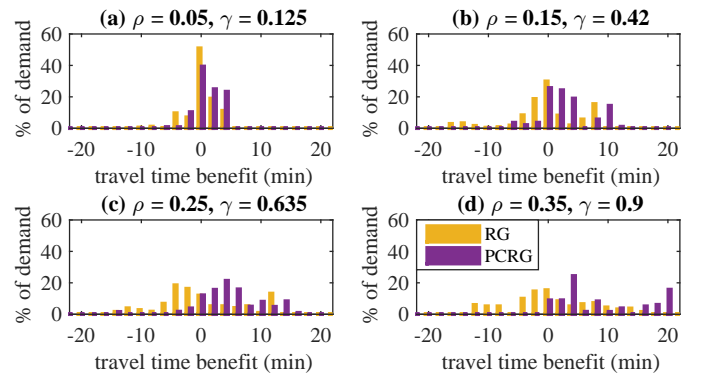 (a) ρ = 0.05, γ = 0.125
(b) ρ = 0.15, γ = 0.42
% of demand
60
40
20
0
-20 -10 0 10 20
travel time benefit (min)
% of demand
60
40
20
0
-20 -10 0 10 20
travel time benefit (min)
(c) ρ = 0.25, γ = 0.635
(d) ρ = 0.35, γ = 0.9
% of demand
60
40
20
0
-20 -10 0 10 20
travel time benefit (min)
% of demand
60
40
20
0
RG
PCRG
-20 -10 0 10 20
travel time benefit (min)